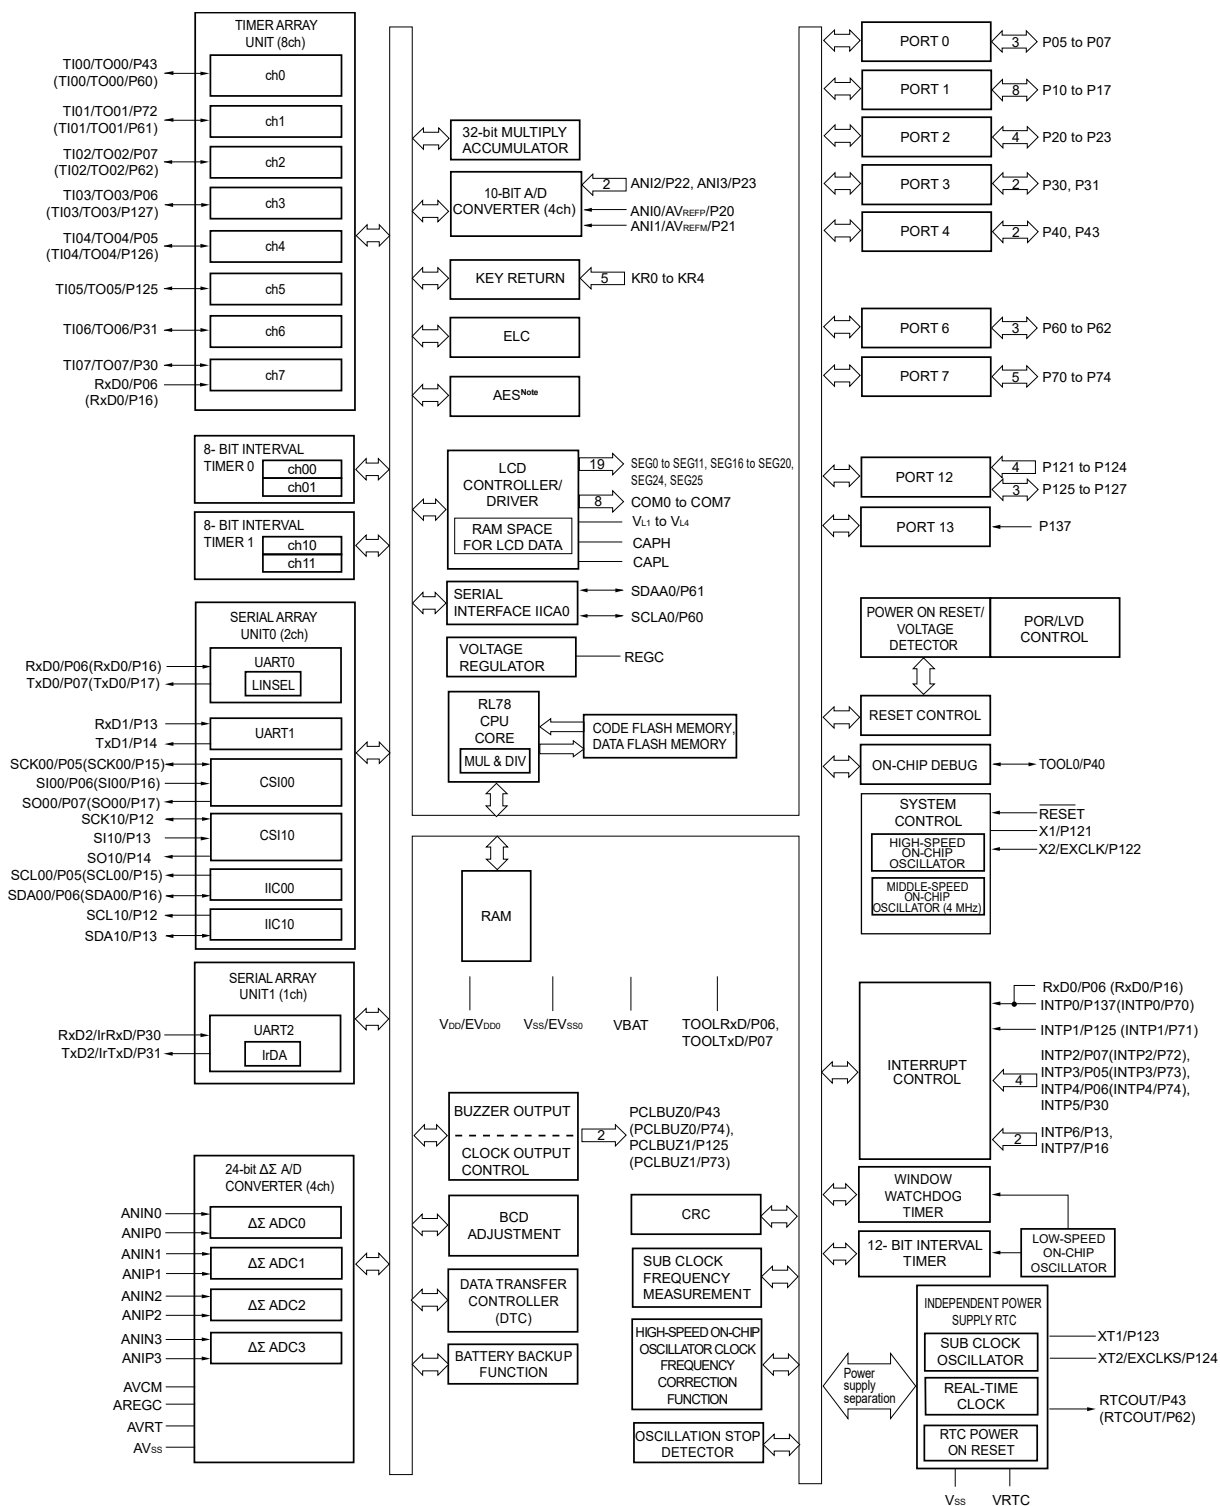 TIMER ARRAY
UNIT (8ch)
TI00/TO00/P43
(TI00/TO00/P60)
ch0
TI01/TO01/P72
(TI01/TO01/P61)
ch1
TI02/TO02/P07
(TI02/TO02/P62)
ch2
TI03/TO03/P06
(TI03/TO03/P127)
ch3
TI04/TO04/P05
(TI04/TO04/P126)
ch4
TI05/TO05/P125
ch5
TI06/TO06/P31
ch6
TI07/TO07/P30
RxD0/P06
(RxD0/P16)
ch7
8- BIT INTERVAL
TIMER 0
ch00
ch01
8- BIT INTERVAL
TIMER 1
ch10
ch11
SERIAL ARRAY
UNIT0 (2ch)
RxD0/P06(RxD0/P16)
TxD0/P07(TxD0/P17)
UART0
LINSEL
RxD1/P13
TxD1/P14
UART1
SCK00/P05(SCK00/P15)
SI00/P06(SI00/P16)
SO00/P07(SO00/P17)
CSI00
SCK10/P12
SI10/P13
SO10/P14
CSI10
SCL00/P05(SCL00/P15)
SDA00/P06(SDA00/P16)
IIC00
SCL10/P12
SDA10/P13
IIC10
SERIAL ARRAY
UNIT1 (1ch)
RxD2/IrRxD/P30
TxD2/IrTxD/P31
UART2
IrDA
24-bit ΔΣ A/D
CONVERTER (4ch)
ANIN0
ANIP0
ΔΣ ADC0
ANIN1
ANIP1
ΔΣ ADC1
ANIN2
ANIP2
ΔΣ ADC2
ANIN3
ANIP3
ΔΣ ADC3
AVCM
AREGC
AVRT
AVSS
32-bit MULTIPLY
ACCUMULATOR
10-BIT A/D
CONVERTER (4ch)
2
ANI2/P22, ANI3/P23
ANI0/AVREFP/P20
ANI1/AVREFM/P21
KEY RETURN
5
KR0 to KR4
ELC
AESNote
LCD
CONTROLLER/
DRIVER
RAM SPACE
FOR LCD DATA
19
SEG0 to SEG11, SEG16 to SEG20,
SEG24, SEG25
8
COM0 to COM7
VL1 to VL4
CAPH
CAPL
SERIAL
INTERFACE IICA0
SDAA0/P61
SCLA0/P60
VOLTAGE
REGULATOR
REGC
RL78
CPU
CORE
MUL & DIV
CODE FLASH MEMORY,
DATA FLASH MEMORY
RAM
VDD/EVDD0
VSS/EVSS0
VBAT
TOOLRxD/P06,
TOOLTxD/P07
BUZZER OUTPUT
CLOCK OUTPUT
CONTROL
2
PCLBUZ0/P43
(PCLBUZ0/P74),
PCLBUZ1/P125
(PCLBUZ1/P73)
BCD
ADJUSTMENT
DATA TRANSFER
CONTROLLER
(DTC)
BATTERY BACKUP
FUNCTION
CRC
SUB CLOCK
FREQUENCY
MEASUREMENT
HIGH-SPEED ON-CHIP
OSCILLATOR CLOCK
FREQUENCY
CORRECTION
FUNCTION
OSCILLATION STOP
DETECTOR
PORT 0
3
P05 to P07
PORT 1
8
P10 to P17
PORT 2
4
P20 to P23
PORT 3
2
P30, P31
PORT 4
2
P40, P43
PORT 6
3
P60 to P62
PORT 7
5
P70 to P74
PORT 12
4
P121 to P124
3
P125 to P127
PORT 13
P137
POWER ON RESET/
VOLTAGE
DETECTOR
POR/LVD
CONTROL
RESET CONTROL
ON-CHIP DEBUG
TOOL0/P40
SYSTEM
CONTROL
HIGH-SPEED
ON-CHIP
OSCILLATOR
MIDDLE-SPEED
ON-CHIP
OSCILLATOR (4 MHz)
RESET
X1/P121
X2/EXCLK/P122
INTERRUPT
CONTROL
RxD0/P06 (RxD0/P16)
INTP0/P137(INTP0/P70)
INTP1/P125 (INTP1/P71)
4
INTP2/P07(INTP2/P72),
INTP3/P05(INTP3/P73),
INTP4/P06(INTP4/P74),
INTP5/P30
2
INTP6/P13,
INTP7/P16
WINDOW
WATCHDOG
TIMER
12- BIT INTERVAL
TIMER
LOW-SPEED
ON-CHIP
OSCILLATOR
Power
supply
separation
INDEPENDENT POWER
SUPPLY RTC
SUB CLOCK
OSCILLATOR
REAL-TIME
CLOCK
RTC POWER
ON RESET
XT1/P123
XT2/EXCLKS/P124
RTCOUT/P43
(RTCOUT/P62)
VSS
VRTC